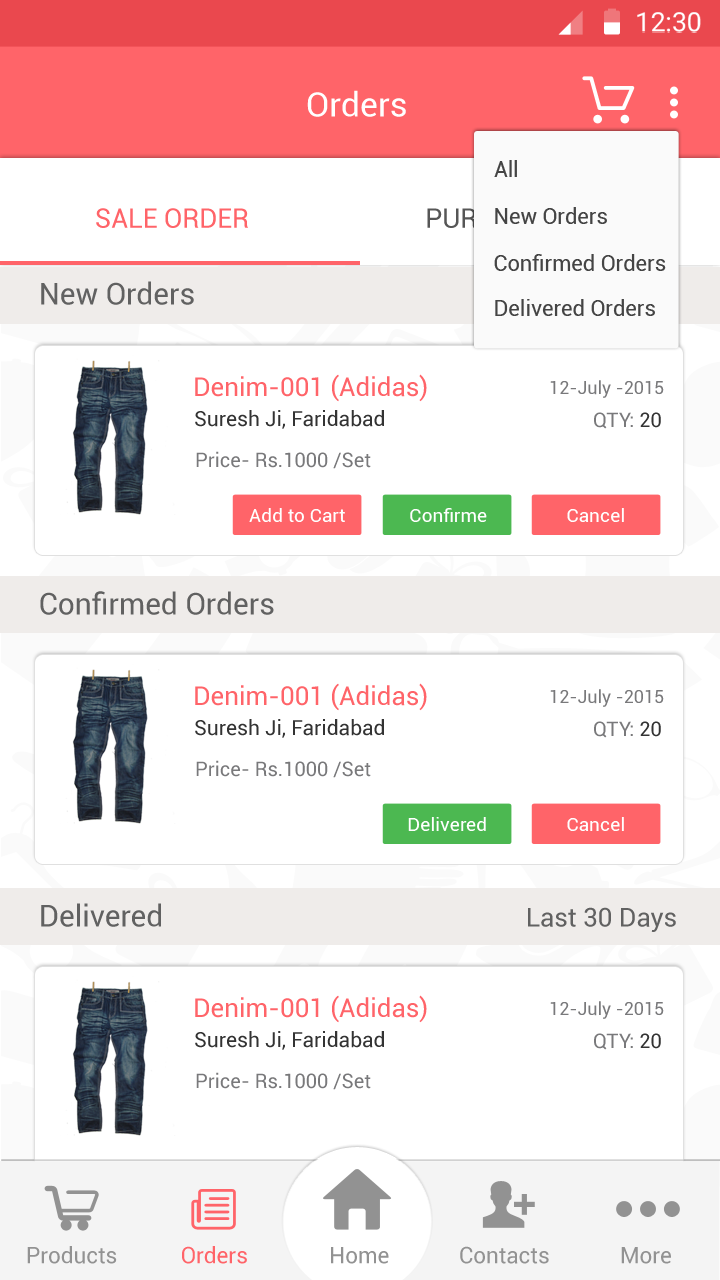 12:30
Orders
All
New Orders
Confirmed Orders
Delivered Orders
SALE ORDER
PUR
New Orders
Denim-001 (Adidas)
12-July -2015
Suresh Ji, Faridabad
QTY: 20
Price- Rs.1000 /Set
Add to Cart
Confirme
Cancel
Confirmed Orders
Denim-001 (Adidas)
12-July -2015
Suresh Ji, Faridabad
QTY: 20
Price- Rs.1000 /Set
Delivered
Cancel
Delivered
Last 30 Days
Denim-001 (Adidas)
12-July -2015
Suresh Ji, Faridabad
QTY: 20
Price- Rs.1000 /Set
Products
Orders
Home
Contacts
More